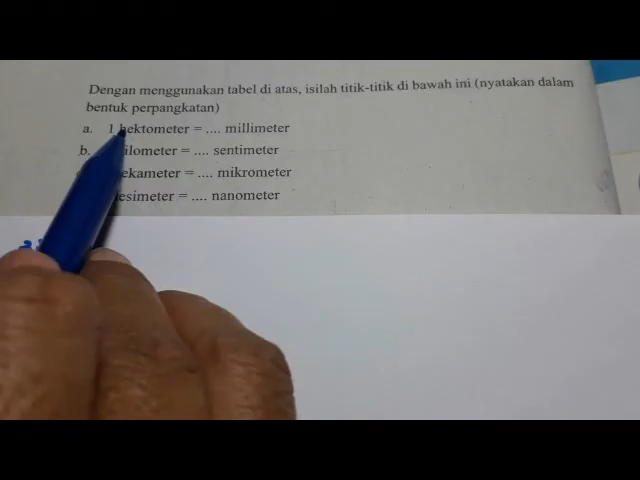 Dengan menggunakan tabel di atas, isilah titik-titik di bawah ini (nyatakan dalam
bentuk perpangkatan)
a. 1 hektometer = .... millimeter
b. = .... sentimeter
= .... mikrometer
= .... nanometer